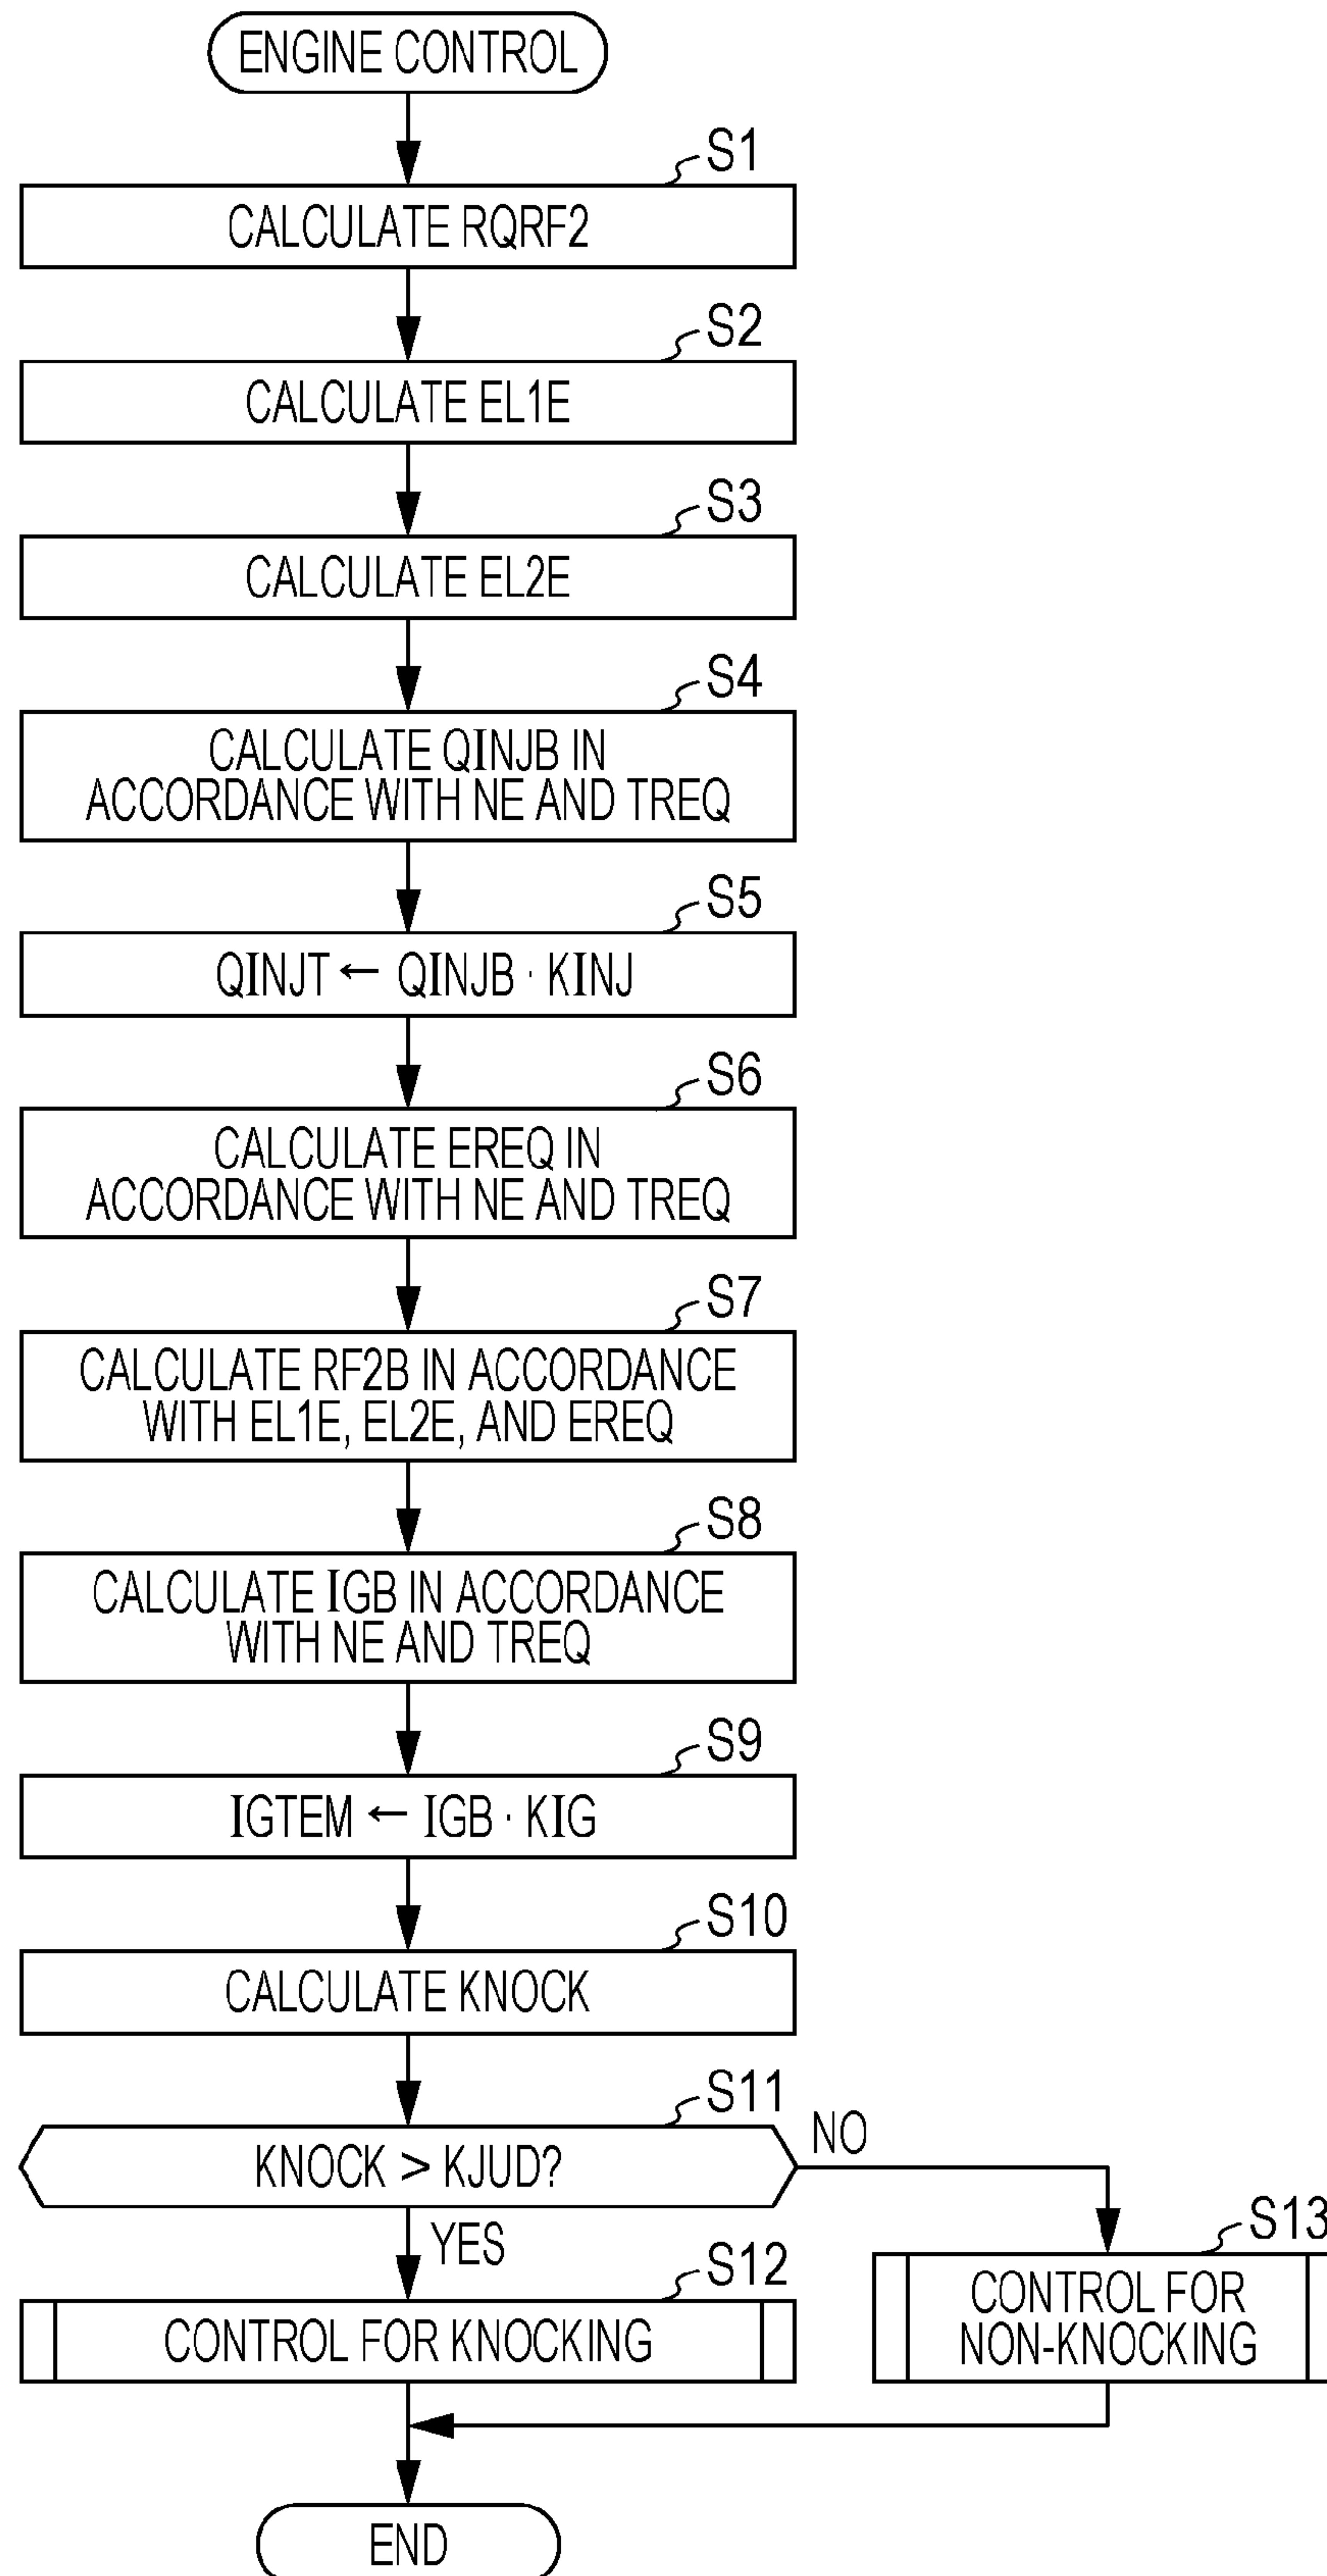 ENGINE CONTROL
S1
CALCULATE RQRF2
S2
CALCULATE EL1E
S3
CALCULATE EL2E
S4
CALCULATE QINJB IN
ACCORDANCE WITH NE AND TREQ
S5
QINJT ← QINJB · KINJ
S6
CALCULATE EREQ IN
ACCORDANCE WITH NE AND TREQ
S7
CALCULATE RF2B IN ACCORDANCE
WITH EL1E, EL2E, AND EREQ
S8
CALCULATE IGB IN ACCORDANCE
WITH NE AND TREQ
S9
IGTEM ← IGB · KIG
S10
CALCULATE KNOCK
S11
KNOCK > KJUD?
NO
YES
S12
CONTROL FOR KNOCKING
S13
CONTROL FOR
NON-KNOCKING
END